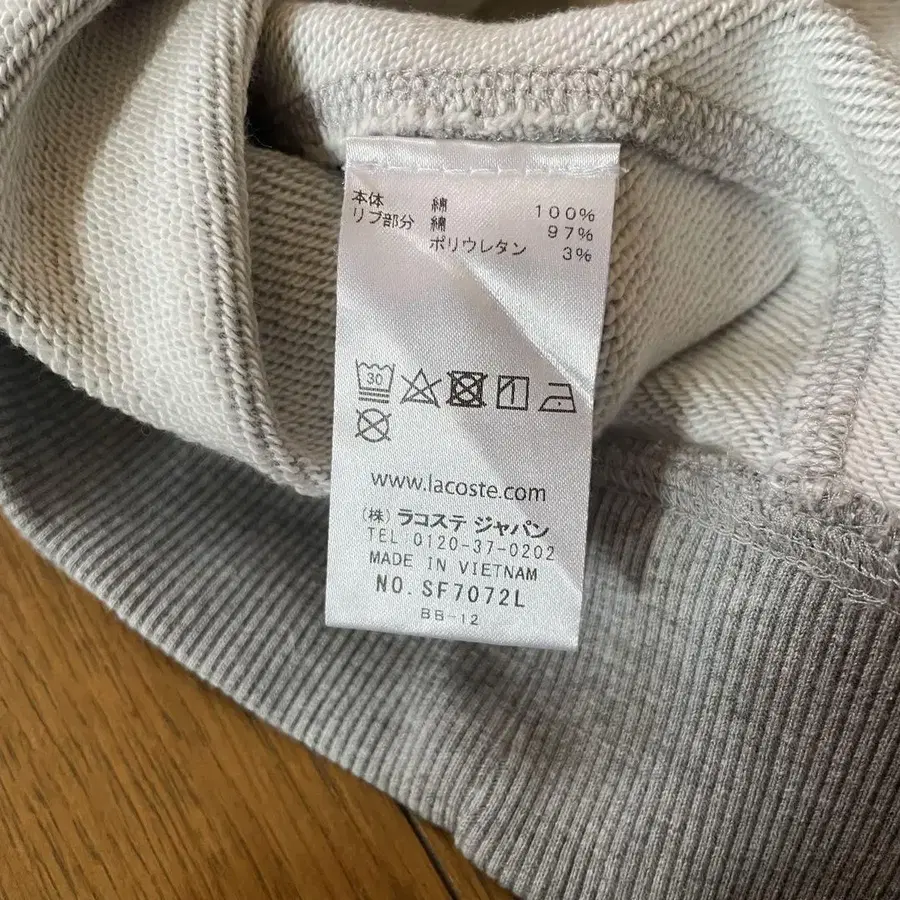 本体 綿 100%
リブ部分 綿 97%
ポリウレタン 3%
30
www.lacoste.com
(株) ラコステ ジャパン
TEL 0120-37-0202
MADE IN VIETNAM
NO. SF7072L
BB-12